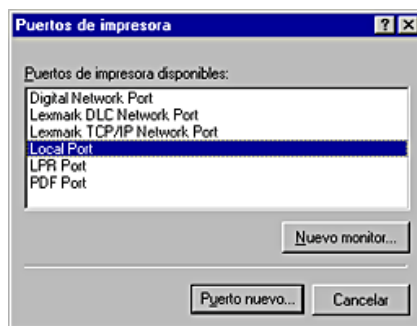 Puertos de impresora
Puertos de impresora disponibles:
Digital Network Port
Lexmark DLC Network Port
Lexmark TCP/IP Network Port
Local Port
LPR Port
PDF Port
Nuevo monitor...
Puerto nuevo...
Cancelar